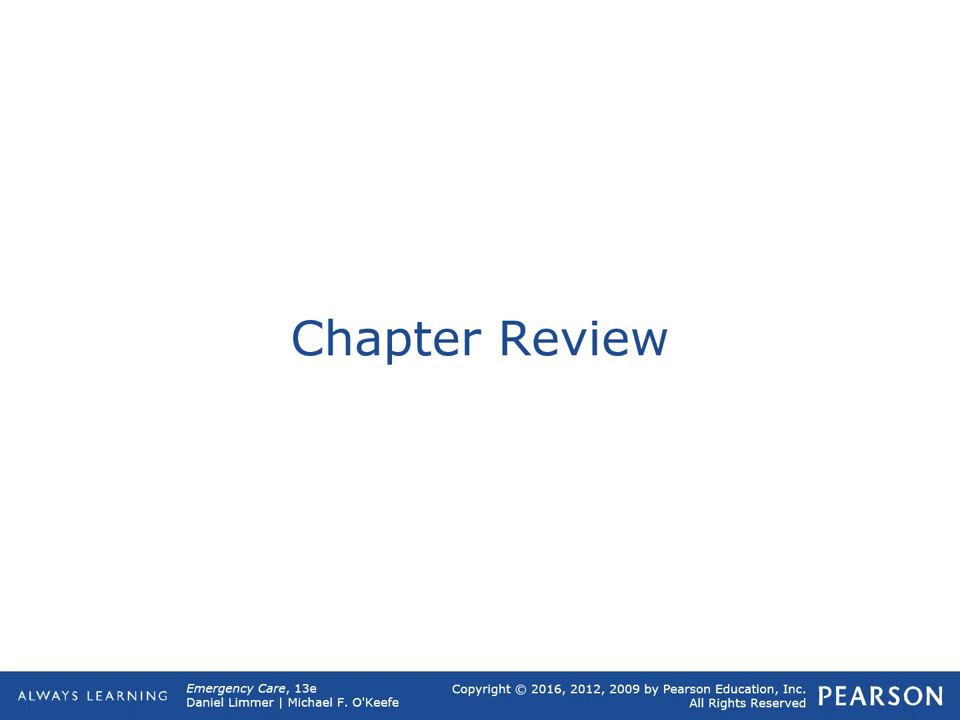 Chapter Review
ALWAYS LEARNING
Emergency Care, 13e
Daniel Limmer | Michael F. O'Keefe
Copyright © 2016, 2012, 2009 by Pearson Education, Inc.
All Rights Reserved
PEARSON